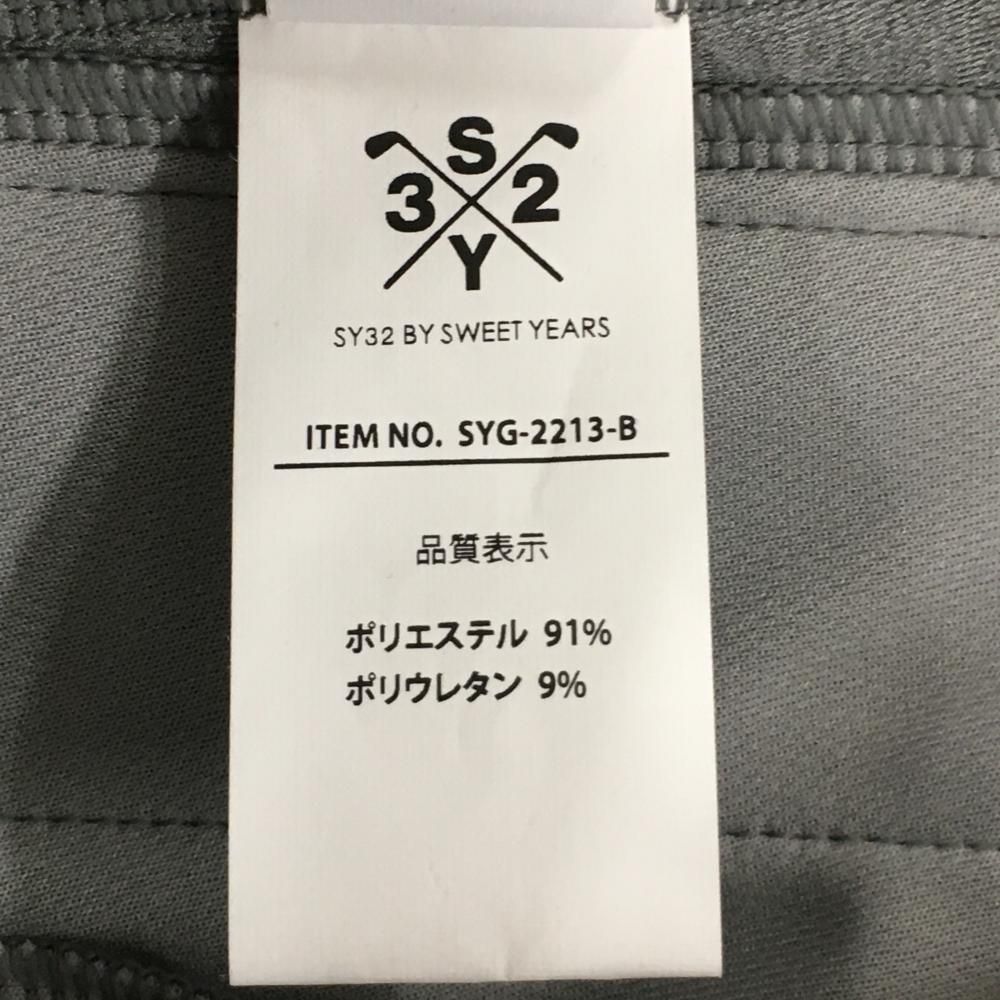 S
3 2
Y
SY32 BY SWEET YEARS
ITEM NO. SYG-2213-B
品質表示
ポリエステル 91%
ポリウレタン 9%